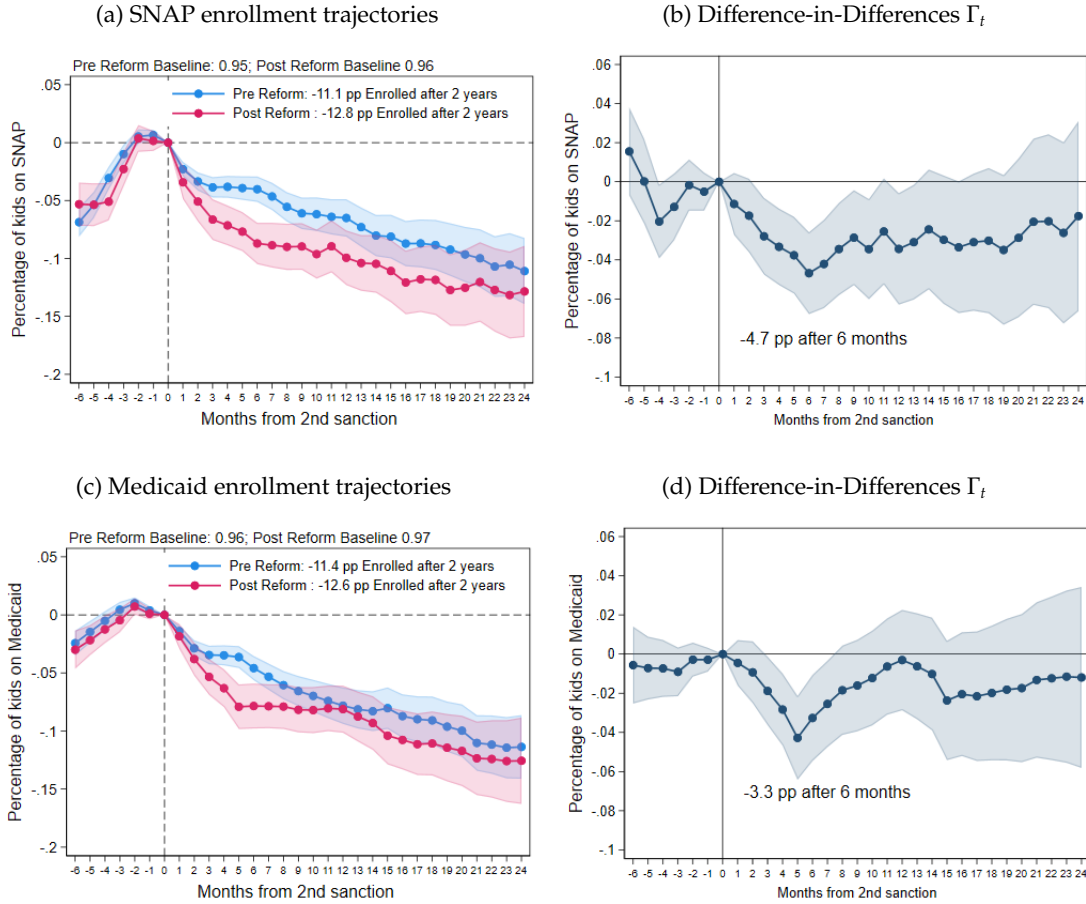 (a) SNAP enrollment trajectories
Pre Reform Baseline: 0.95; Post Reform Baseline 0.96
Pre Reform: -11.1 pp Enrolled after 2 years
Post Reform : -12.8 pp Enrolled after 2 years
Percentage of kids on SNAP
.05
0
-.05
-.1
-.15
-.2
-6 -5 -4 -3 -2 -1 0 1 2 3 4 5 6 7 8 9 10 11 12 13 14 15 16 17 18 19 20 21 22 23 24
Months from 2nd sanction
(b) Difference-in-Differences Γt
Percentage of kids on SNAP
.06
.04
.02
0
-.02
-.04
-.06
-.08
-.1
-4.7 pp after 6 months
-6 -5 -4 -3 -2 -1 0 1 2 3 4 5 6 7 8 9 10 11 12 13 14 15 16 17 18 19 20 21 22 23 24
Months from 2nd sanction
(c) Medicaid enrollment trajectories
Pre Reform Baseline: 0.96; Post Reform Baseline 0.97
Pre Reform: -11.4 pp Enrolled after 2 years
Post Reform : -12.6 pp Enrolled after 2 years
Percentage of kids on Medicaid
.05
0
-.05
-.1
-.15
-.2
-6 -5 -4 -3 -2 -1 0 1 2 3 4 5 6 7 8 9 10 11 12 13 14 15 16 17 18 19 20 21 22 23 24
Months from 2nd sanction
(d) Difference-in-Differences Γt
Percentage of kids on Medicaid
.06
.04
.02
0
-.02
-.04
-.06
-.08
-.1
-3.3 pp after 6 months
-6 -5 -4 -3 -2 -1 0 1 2 3 4 5 6 7 8 9 10 11 12 13 14 15 16 17 18 19 20 21 22 23 24
Months from 2nd sanction